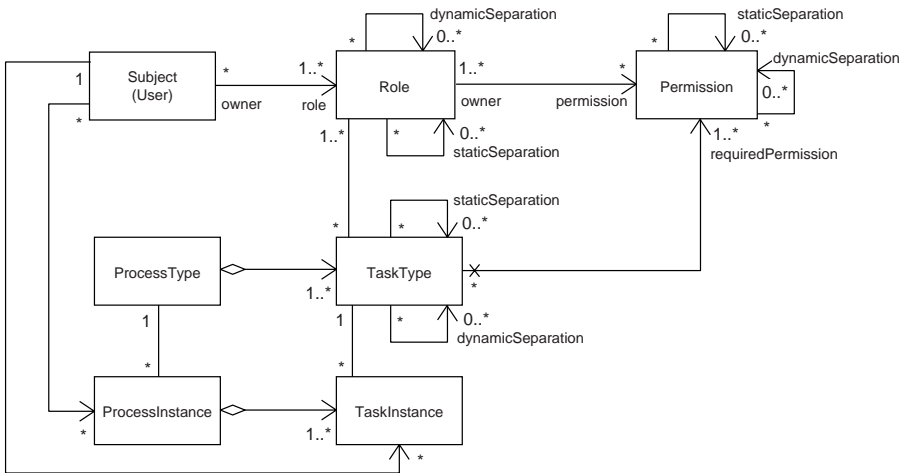 dynamicSeparation
* 0..*
staticSeparation
* 0..*
dynamicSeparation
0..*
*
1
*
Subject
(User)
* 1..*
owner role
Role
1..* *
owner permission
Permission
1..* * 0..*
staticSeparation
1..*
requiredPermission
staticSeparation
* * 0..*
ProcessType
1..*
TaskType
*
1 1 * 0..*
dynamicSeparation
* *
ProcessInstance
* 1..*
TaskInstance
*